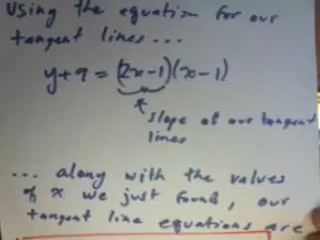 Using the equation for our
tangent lines...
y+9 = (2x-1)(x-1)
slope of our tangent
lines
... along with the values
of x we just found, our
tangent line equations are